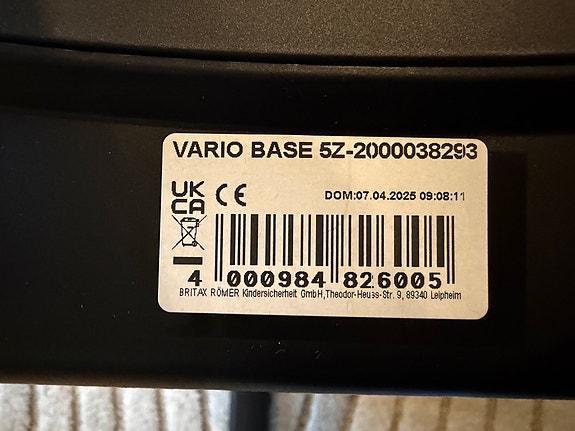 VARIO BASE 5Z-2000038293
UK
CA
CE
DOM:07.04.2025 09:08:11
4 000984 826005
BRITAX RÖMER Kindersicherheit GmbH,Theodor-Heuss-Str. 9, 89340 Leipheim